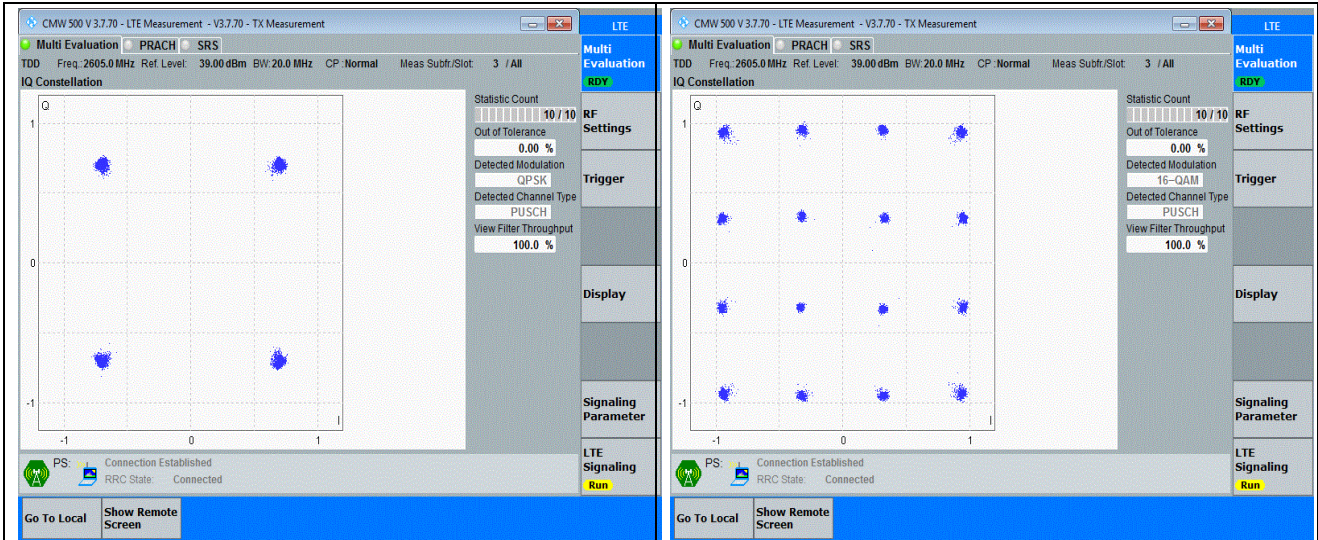 CMW 500 V 3.7.70 - LTE Measurement - V3.7.70 - TX Measurement
LTE
Multi Evaluation PRACH SRS
Multi
Evaluation
RDY
TDD Freq.:2605.0 MHz Ref. Level: 39.00 dBm BW:20.0 MHz CP :Normal Meas Subfr./Slot: 3 / All
IQ Constellation
Q
1
0
-1
-1 0 1
I
Statistic Count
10 / 10
Out of Tolerance
0.00 %
Detected Modulation
QPSK
Detected Channel Type
PUSCH
View Filter Throughput
100.0 %
RF
Settings
Trigger
Display
Signaling
Parameter
LTE
Signaling
Run
PS: Connection Established
RRC State: Connected
Go To Local
Show Remote
Screen
CMW 500 V 3.7.70 - LTE Measurement - V3.7.70 - TX Measurement
LTE
Multi Evaluation PRACH SRS
Multi
Evaluation
RDY
TDD Freq.:2605.0 MHz Ref. Level: 39.00 dBm BW:20.0 MHz CP :Normal Meas Subfr./Slot: 3 / All
IQ Constellation
Q
1
0
-1
-1 0 1
I
Statistic Count
10 / 10
Out of Tolerance
0.00 %
Detected Modulation
16-QAM
Detected Channel Type
PUSCH
View Filter Throughput
100.0 %
RF
Settings
Trigger
Display
Signaling
Parameter
LTE
Signaling
Run
PS: Connection Established
RRC State: Connected
Go To Local
Show Remote
Screen